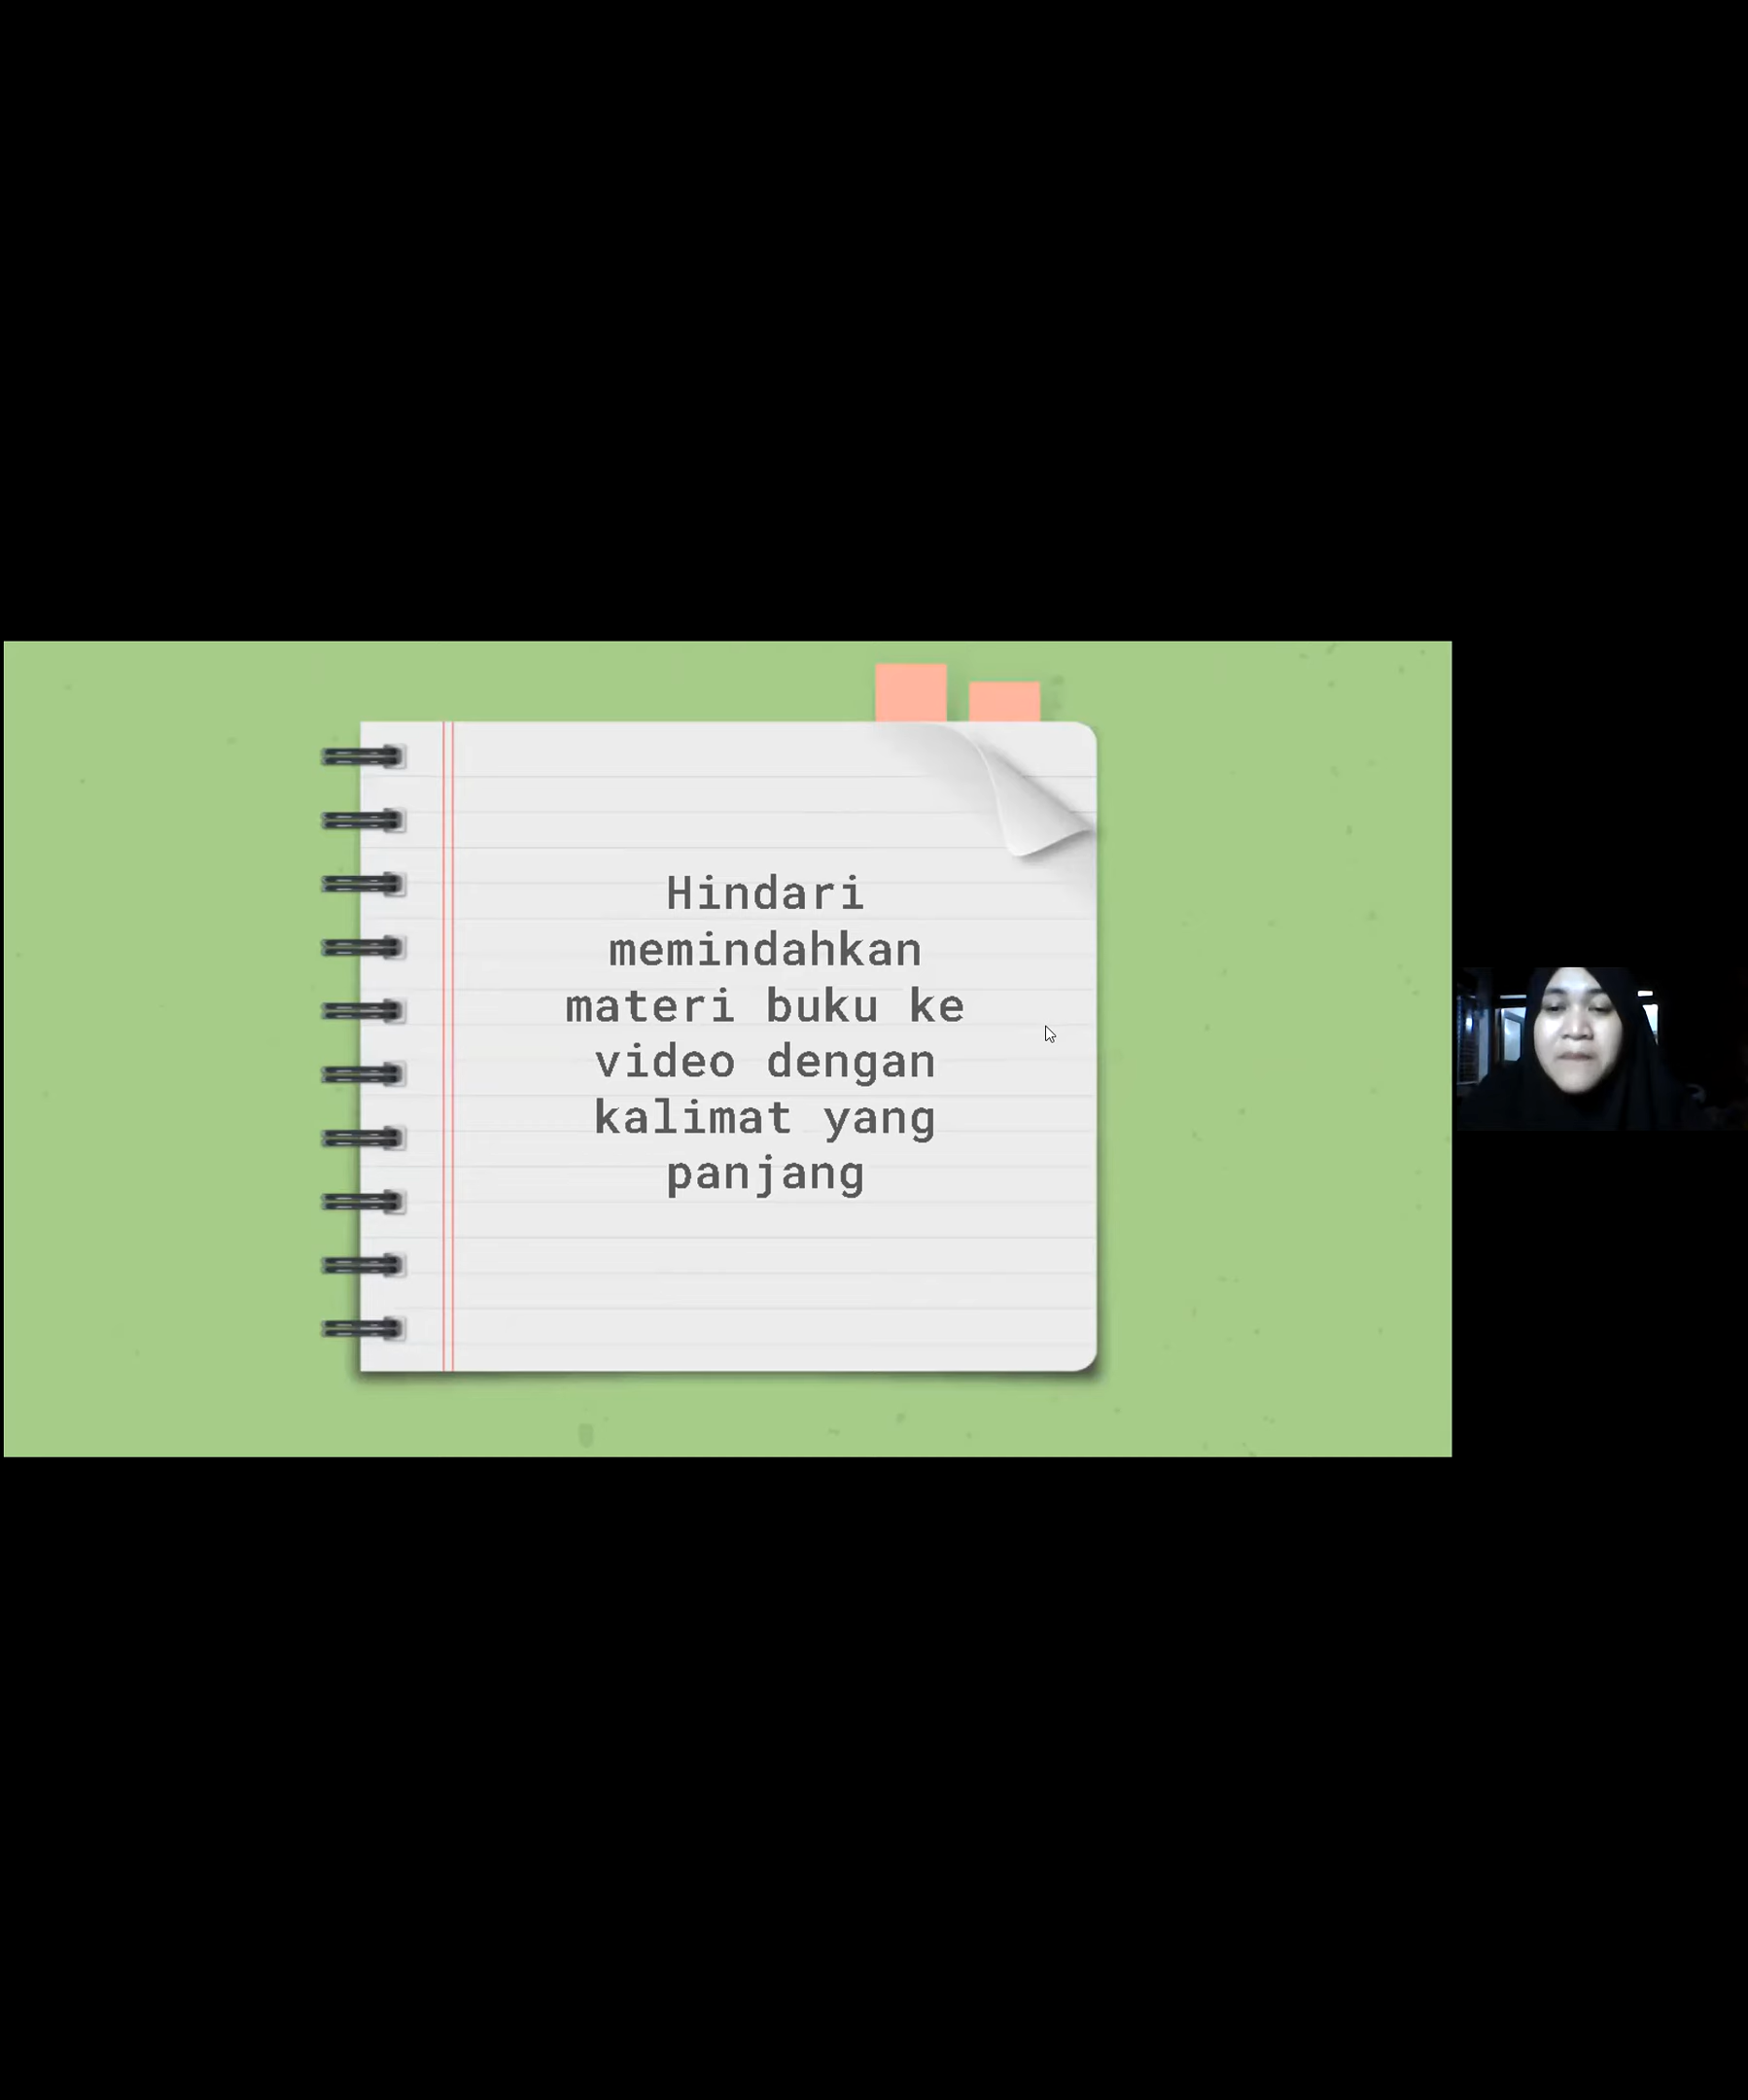 Hindari
memindahkan
materi buku ke
video dengan
kalimat yang
panjang